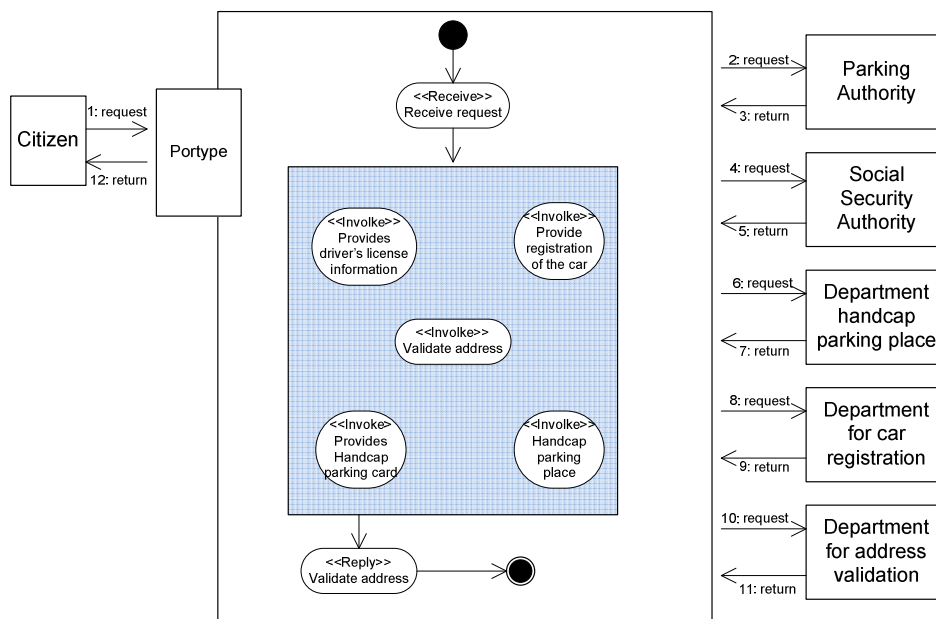 Citizen
1: request
12: return
Portype
<<Receive>>
Receive request
<<Involke>>
Provides
driver's license
information
<<Involke>>
Provide
registration
of the car
<<Involke>>
Validate address
<<Invoke>
Provides
Handcap
parking card
<<Involke>>
Handcap
parking
place
<<Reply>>
Validate address
2: request
3: return
Parking
Authority
4: request
5: return
Social
Security
Authority
6: request
7: return
Department
handcap
parking place
8: request
9: return
Department
for car
registration
10: request
11: return
Department
for address
validation